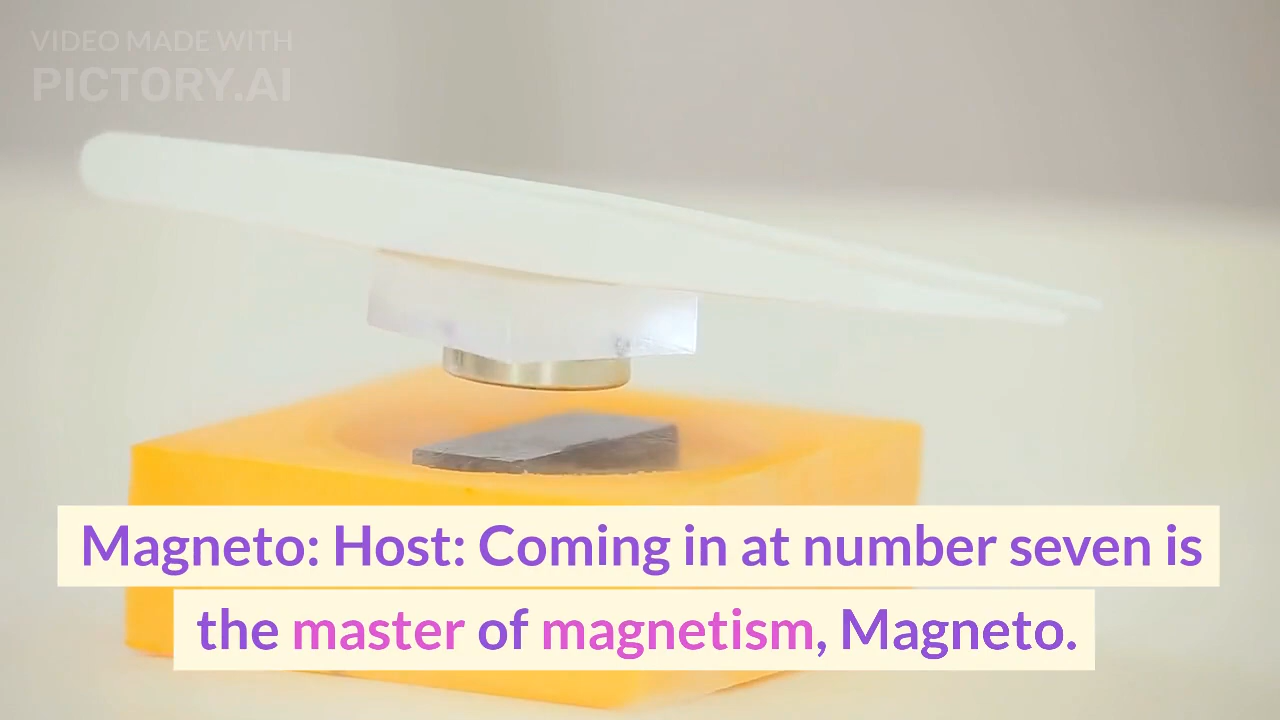 VIDEO MADE WITH
PICTORY.AI
Magneto: Host: Coming in at number seven is
the master of magnetism, Magneto.